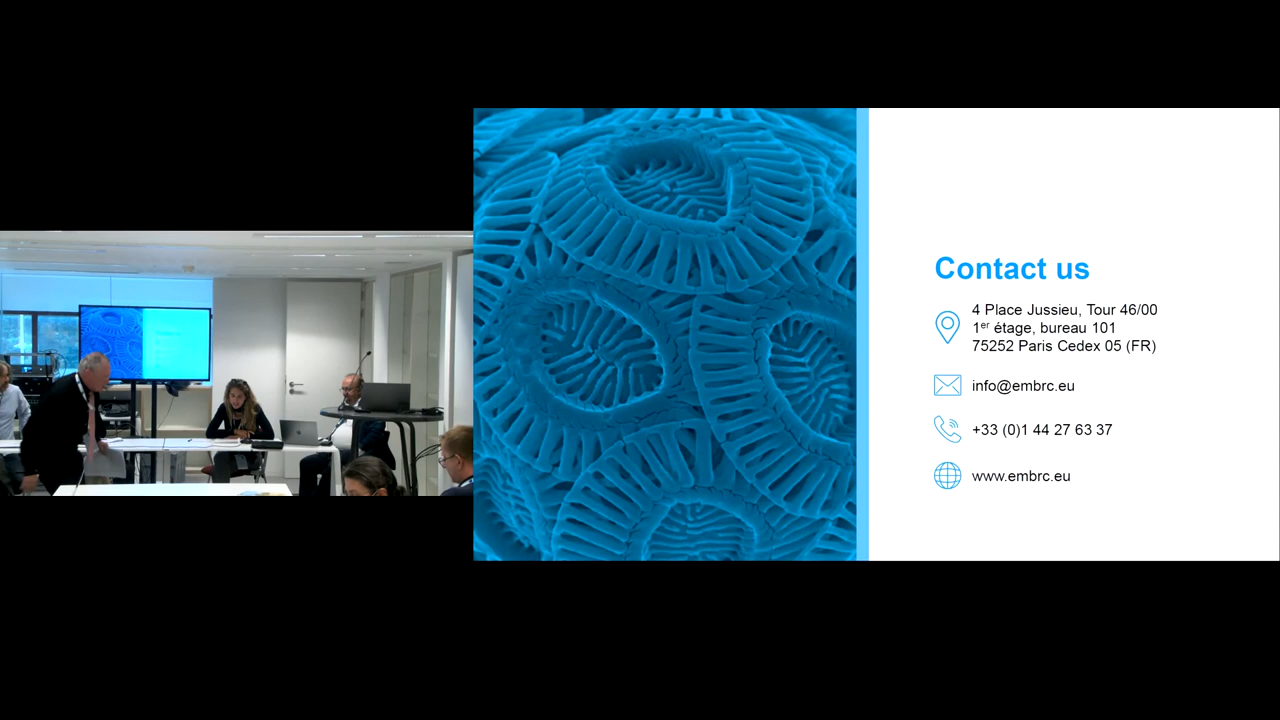 Contact us
4 Place Jussieu, Tour 46/00
1er étage, bureau 101
75252 Paris Cedex 05 (FR)
info@embrc.eu
+33 (0)1 44 27 63 37
www.embrc.eu